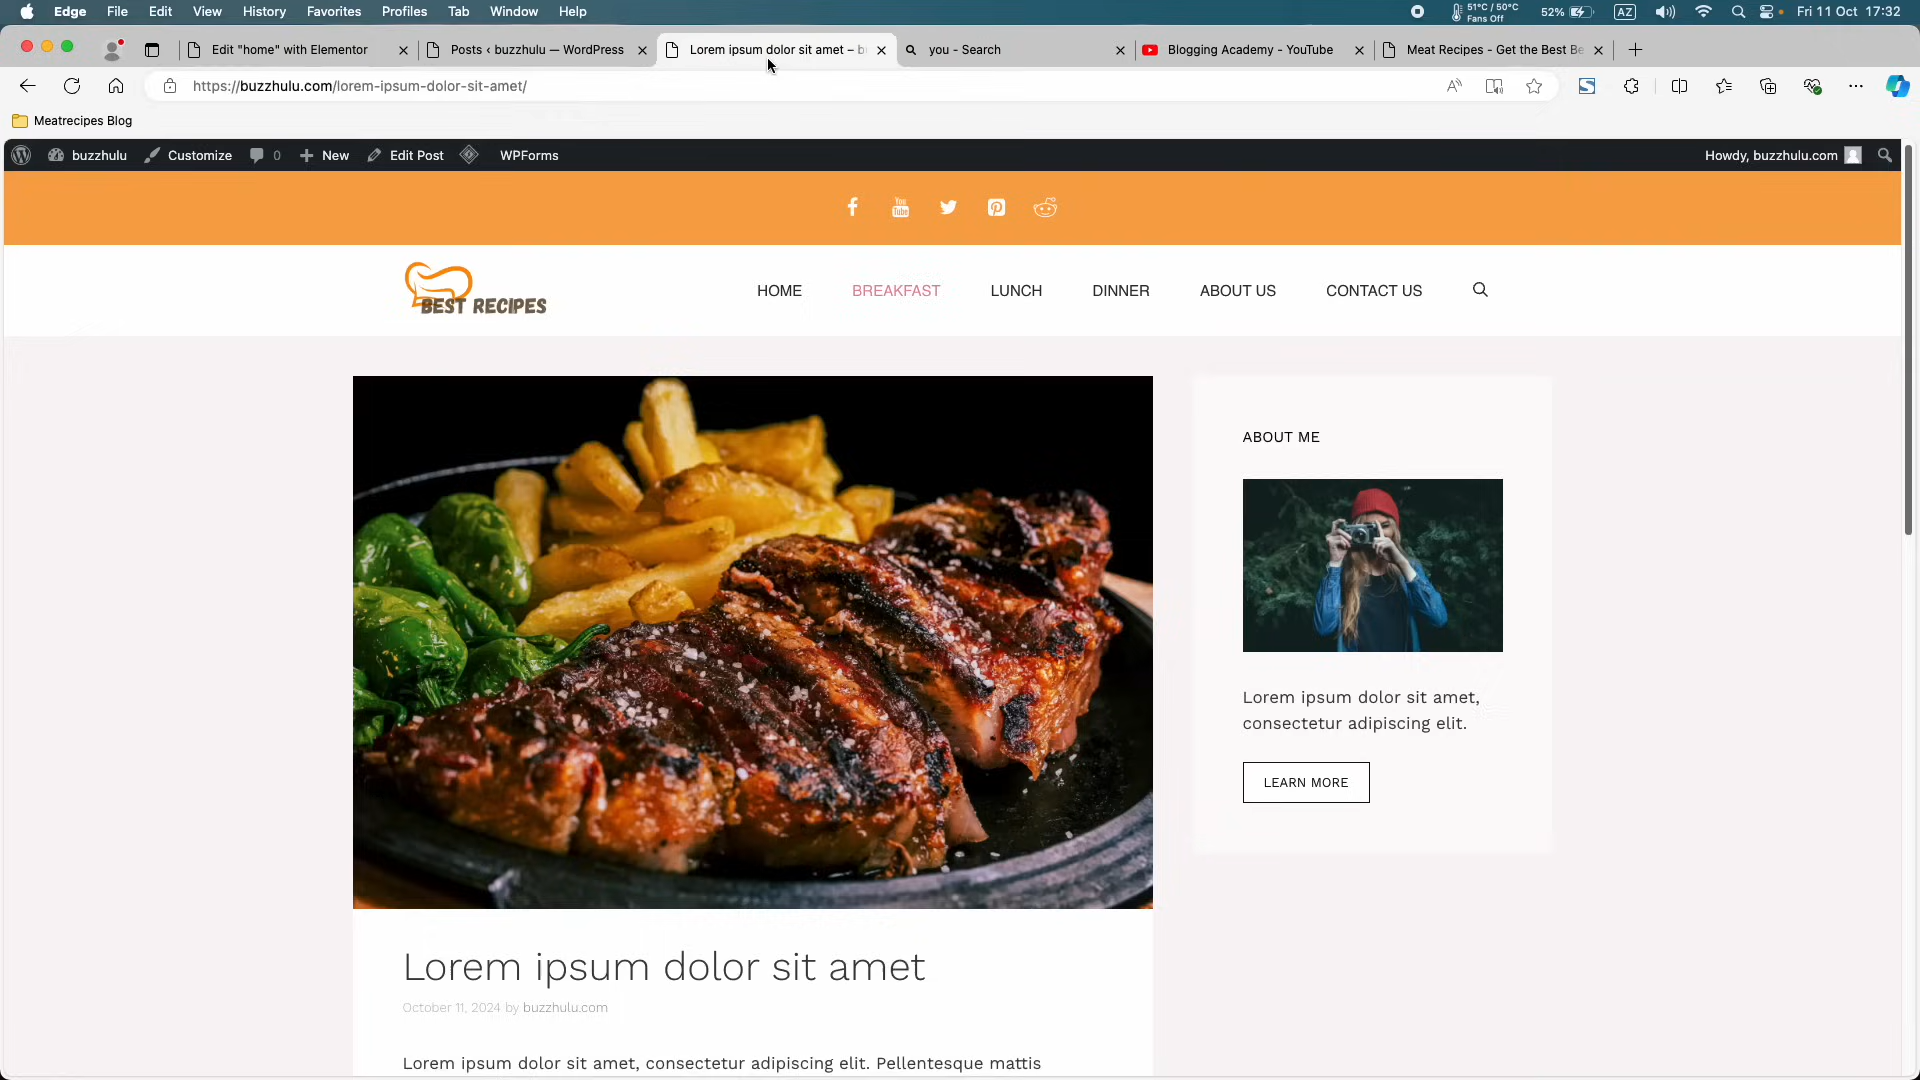 Edge File Edit View History Favorites Profiles Tab Window Help 51°C / 50°C Fans Off 52% AZ Fri 11 Oct 17:32
Edit "home" with Elementor Posts ‹ buzzhulu — WordPress Lorem ipsum dolor sit amet – b you - Search Blogging Academy - YouTube Meat Recipes - Get the Best Be
https://buzzhulu.com/lorem-ipsum-dolor-sit-amet/
Meatrecipes Blog
buzzhulu Customize 0 New Edit Post WPForms Howdy, buzzhulu.com
You Tube
BEST RECIPES
HOME BREAKFAST LUNCH DINNER ABOUT US CONTACT US
ABOUT ME
Lorem ipsum dolor sit amet,
consectetur adipiscing elit.
LEARN MORE
Lorem ipsum dolor sit amet
October 11, 2024 by buzzhulu.com
Lorem ipsum dolor sit amet, consectetur adipiscing elit. Pellentesque mattis